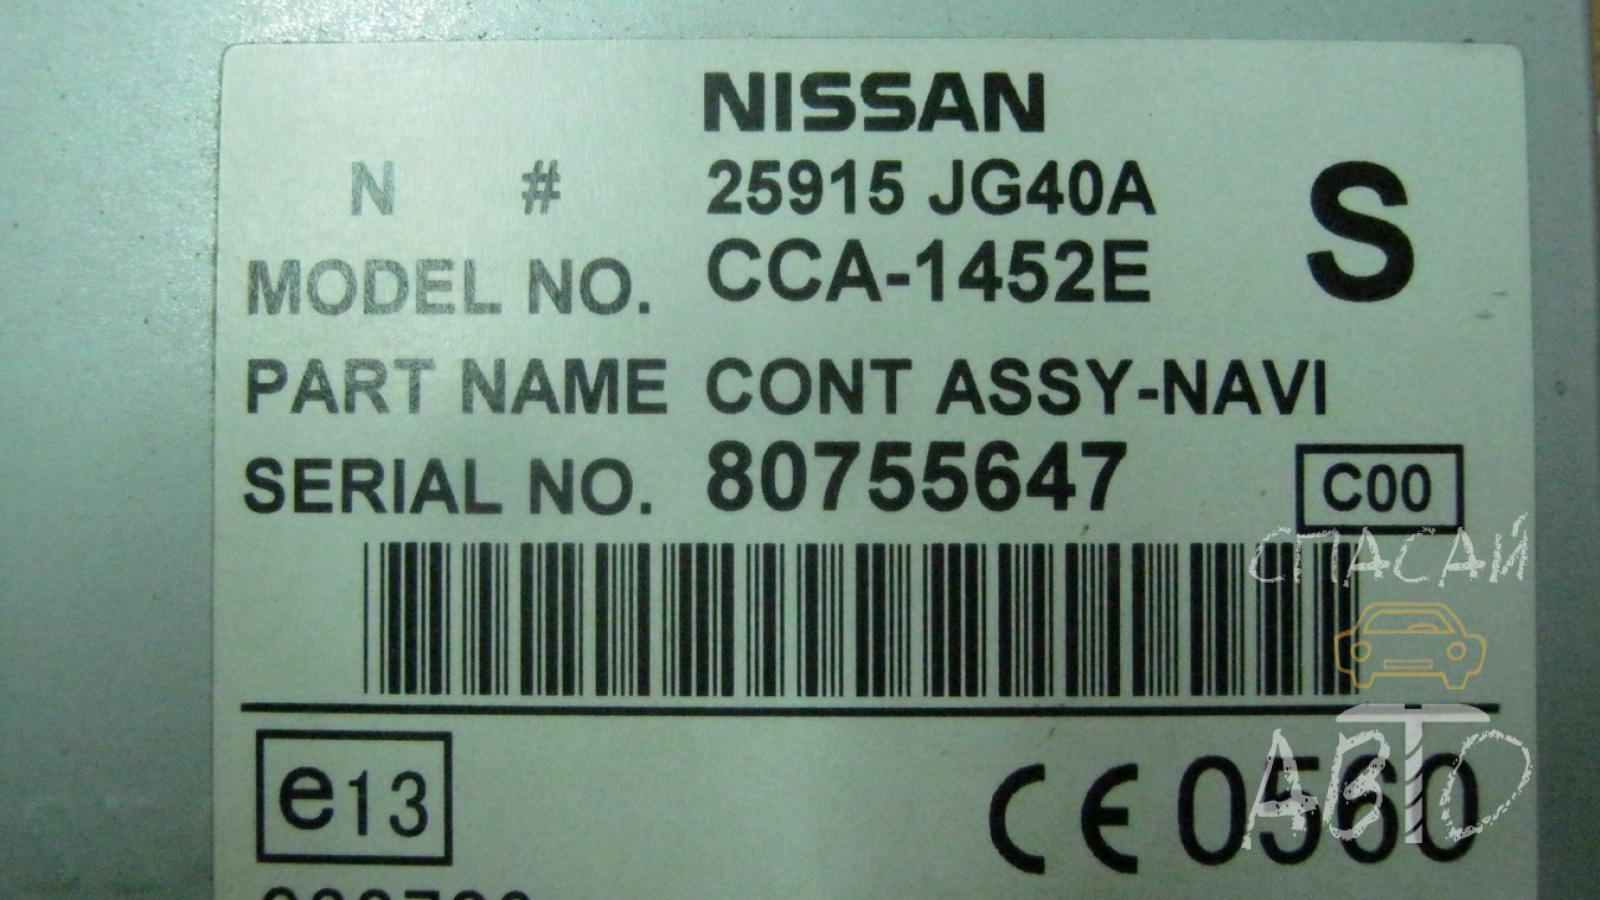 NISSAN
N # 25915 JG40A
S
MODEL NO. CCA-1452E
PART NAME CONT ASSY-NAVI
SERIAL NO. 80755647
C00
СПАСАЙ
АВТО
e13
CE 0560